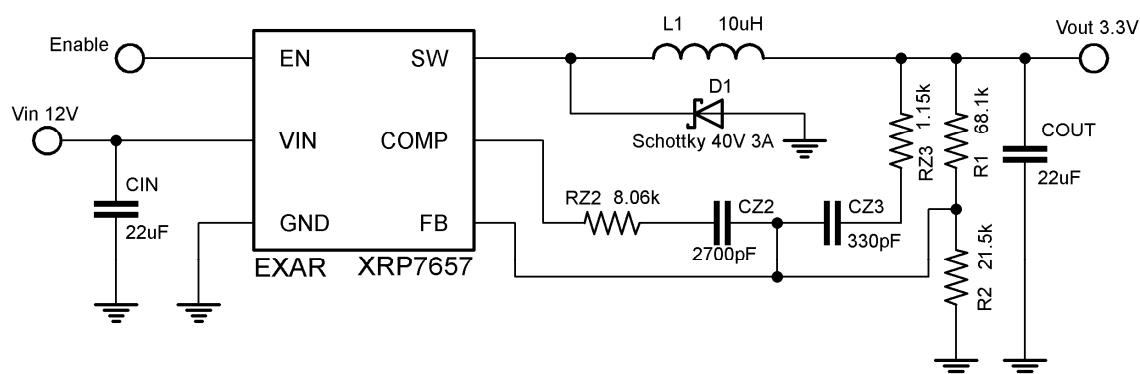 L1 10uH
Vout 3.3V
Enable
EN
SW
D1
Vin 12V
VIN
COMP
Schottky 40V 3A
RZ3 1.15k
R1 68.1k
COUT
22uF
CIN
22uF
RZ2 8.06k
CZ2
2700pF
CZ3
330pF
GND
FB
R2 21.5k
EXAR XRP7657